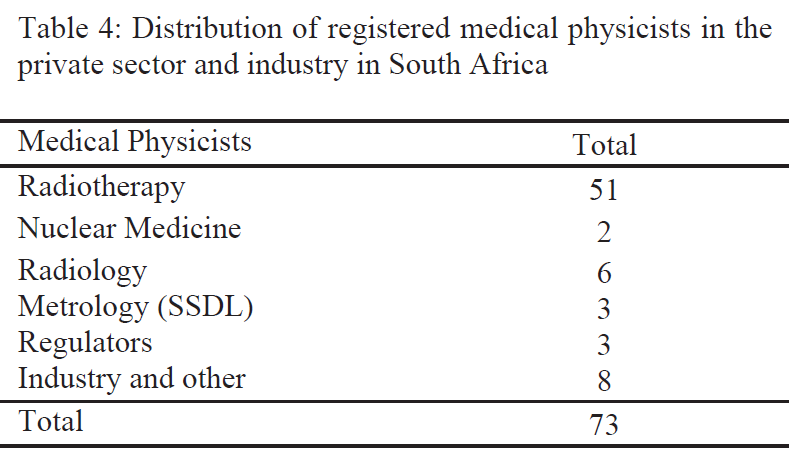 Table 4: Distribution of registered medical physicists in the
private sector and industry in South Africa
Medical Physicists Total
Radiotherapy 51
Nuclear Medicine 2
Radiology 6
Metrology (SSDL) 3
Regulators 3
Industry and other 8
Total 73